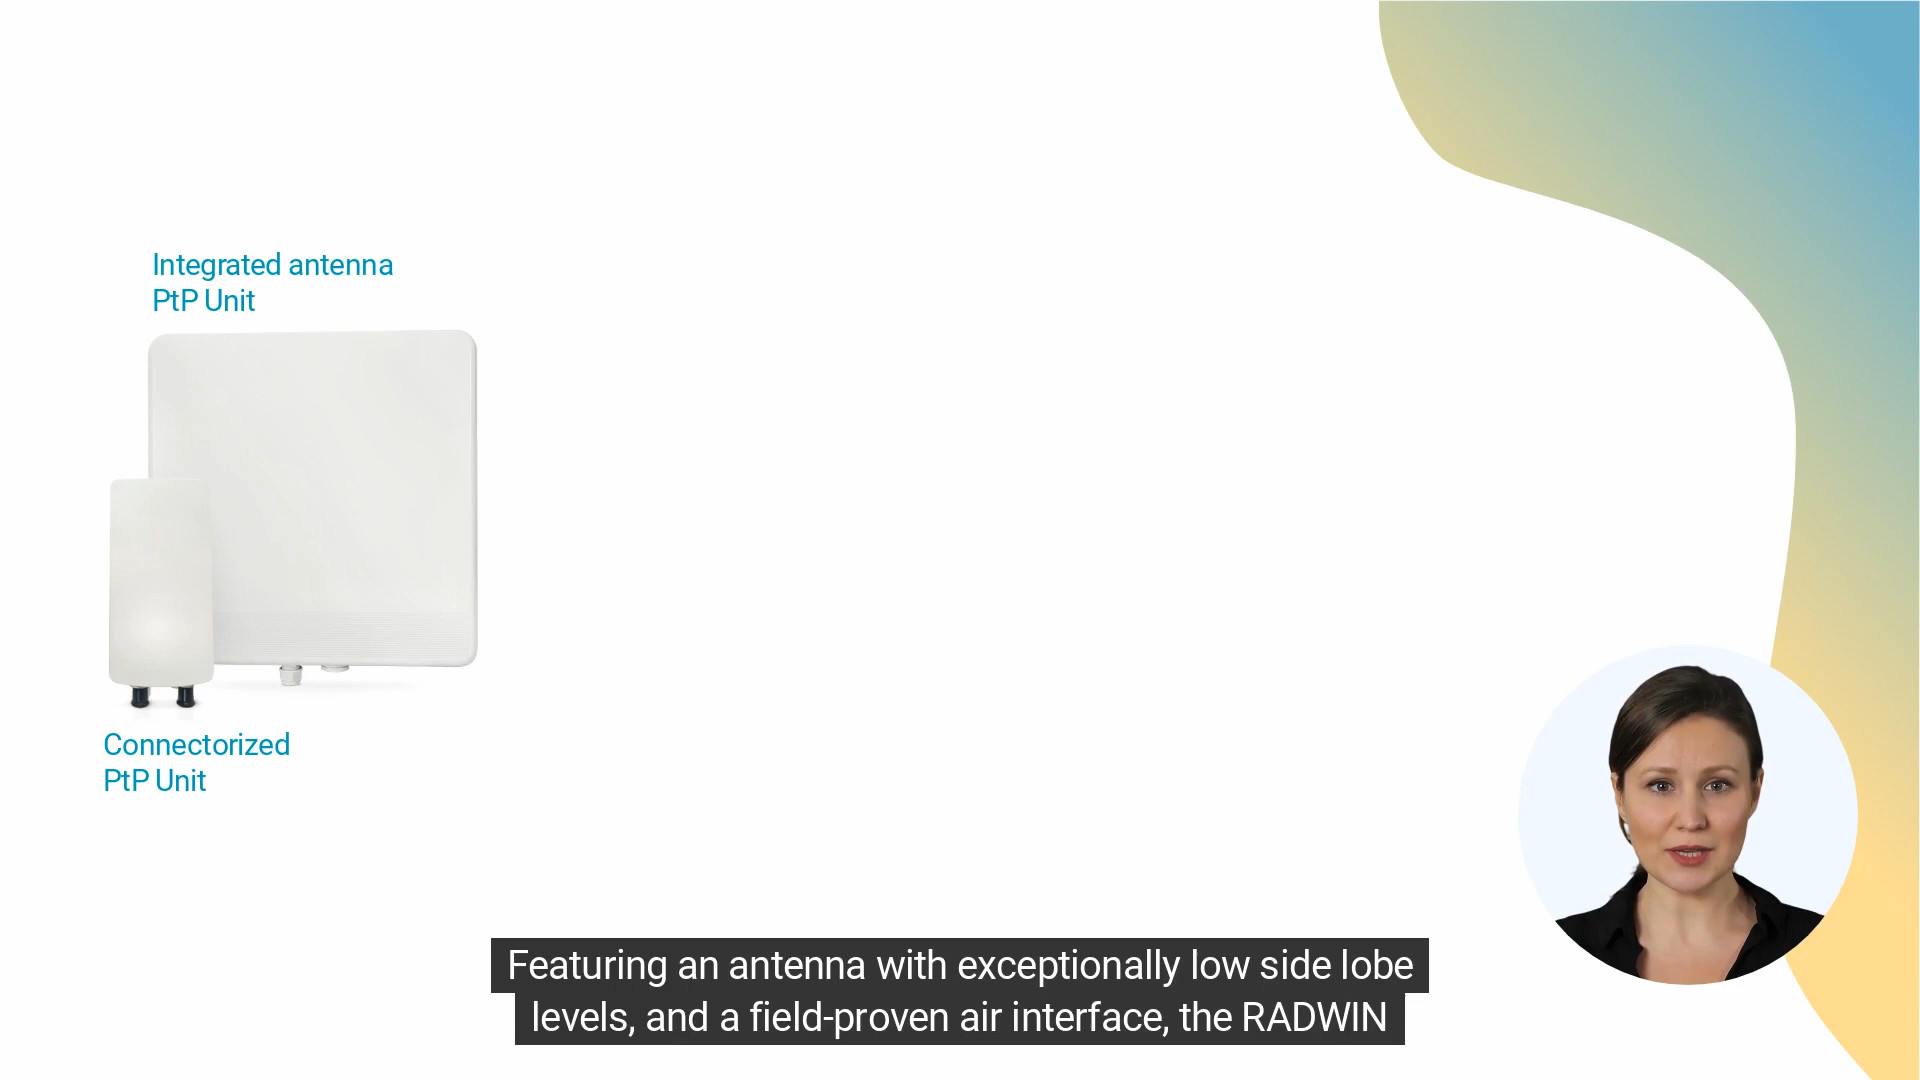 Integrated antenna
PtP Unit
Connectorized
PtP Unit
Featuring an antenna with exceptionally low side lobe
levels, and a field-proven air interface, the RADWIN